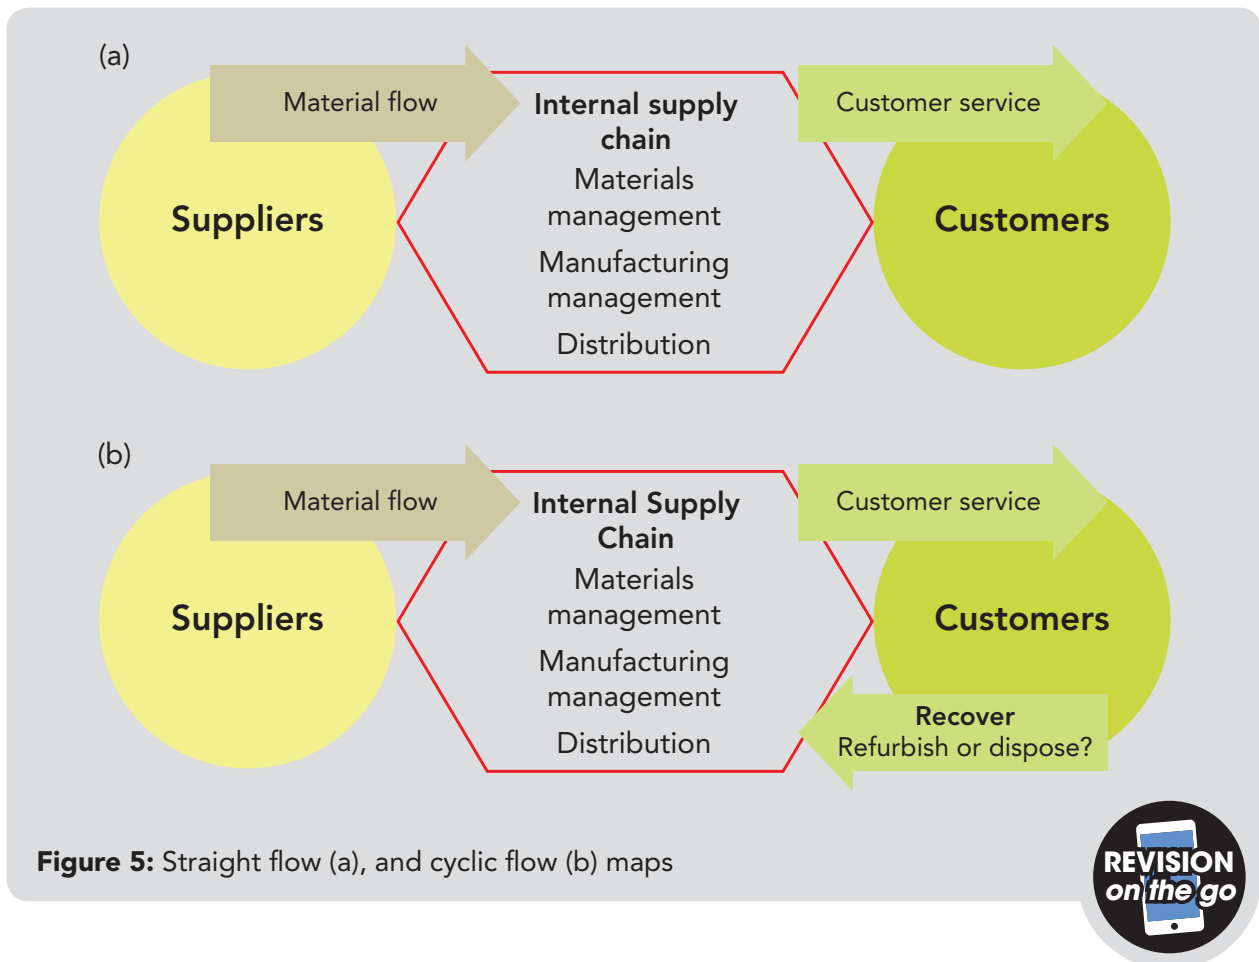 (a)
Material flow
Suppliers
Internal supply
chain
Materials
management
Manufacturing
management
Distribution
Customer service
Customers
(b)
Material flow
Suppliers
Internal Supply
Chain
Materials
management
Manufacturing
management
Distribution
Customer service
Customers
Recover
Refurbish or dispose?
Figure 5: Straight flow (a), and cyclic flow (b) maps
REVISION
on the go